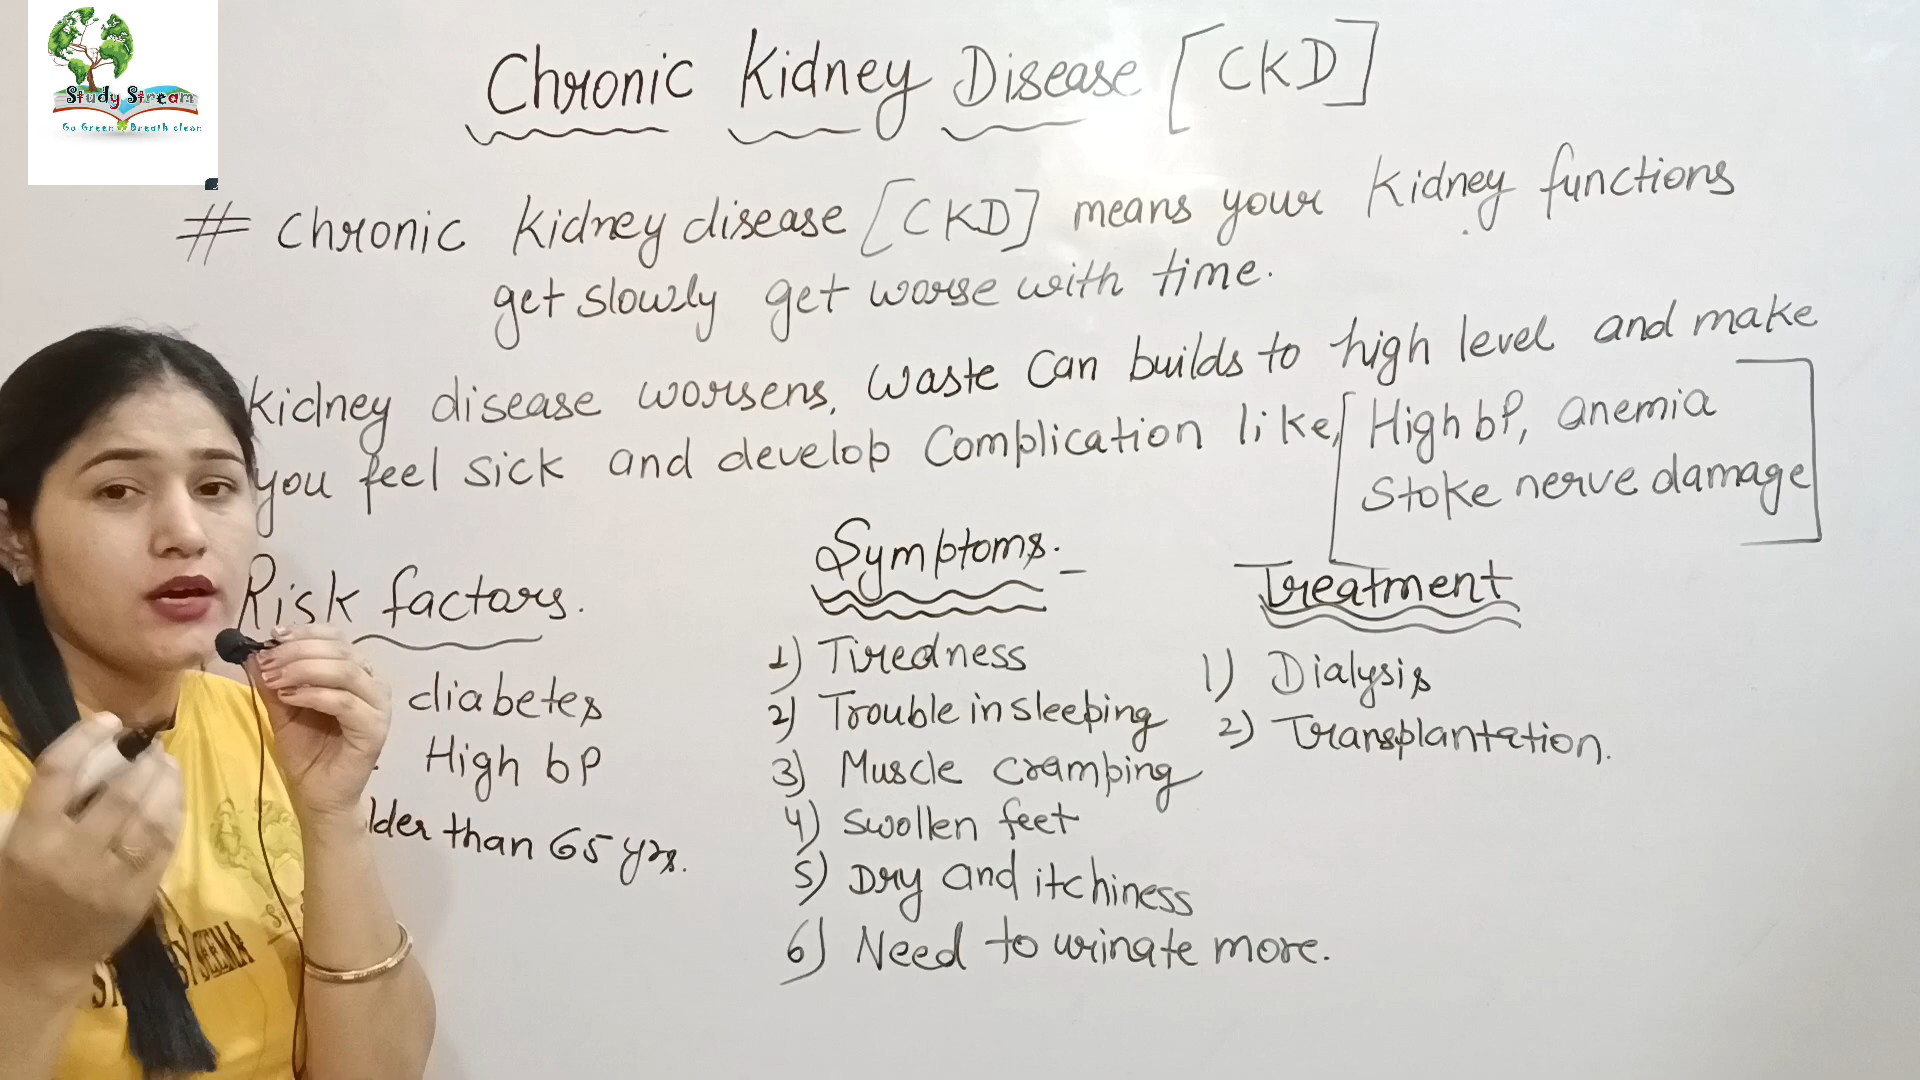 Study Stream
Go Green Breath clean
Chronic Kidney Disease [CKD]
# Chronic kidney disease [CKD] means your kidney functions
get slowly get worse with time.
kidney disease worsens, waste can builds to high level and make
you feel sick and develop complication like, [High bP, anemia
Stoke nerve damage]
Risk factors.
diabetes
High bP
lder than 65 yrs.
Symptoms.
1) Tiredness
2) Trouble in sleeping
3) Muscle cramping
4) Swollen feet
5) Dry and itchiness
6) Need to urinate more.
Treatment
1) Dialysis
2) Transplantation.
SEEMA